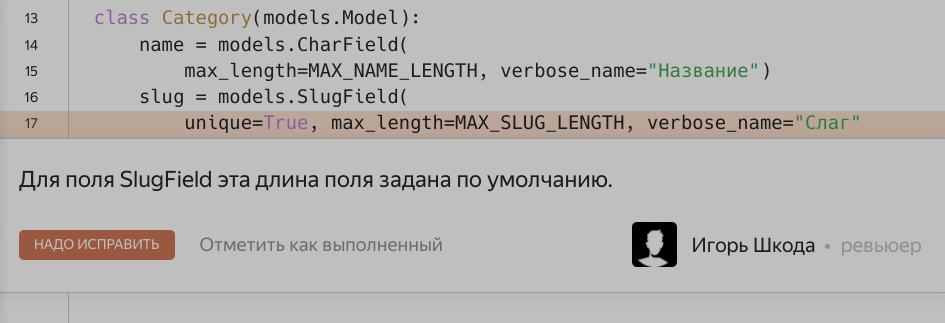 13 class Category(models.Model):
14 name = models.CharField(
15 max_length=MAX_NAME_LENGTH, verbose_name="Название")
16 slug = models.SlugField(
17 unique=True, max_length=MAX_SLUG_LENGTH, verbose_name="Слаг"
Для поля SlugField эта длина поля задана по умолчанию.
НАДО ИСПРАВИТЬ Отметить как выполненный Игорь Шкода • ревьюер